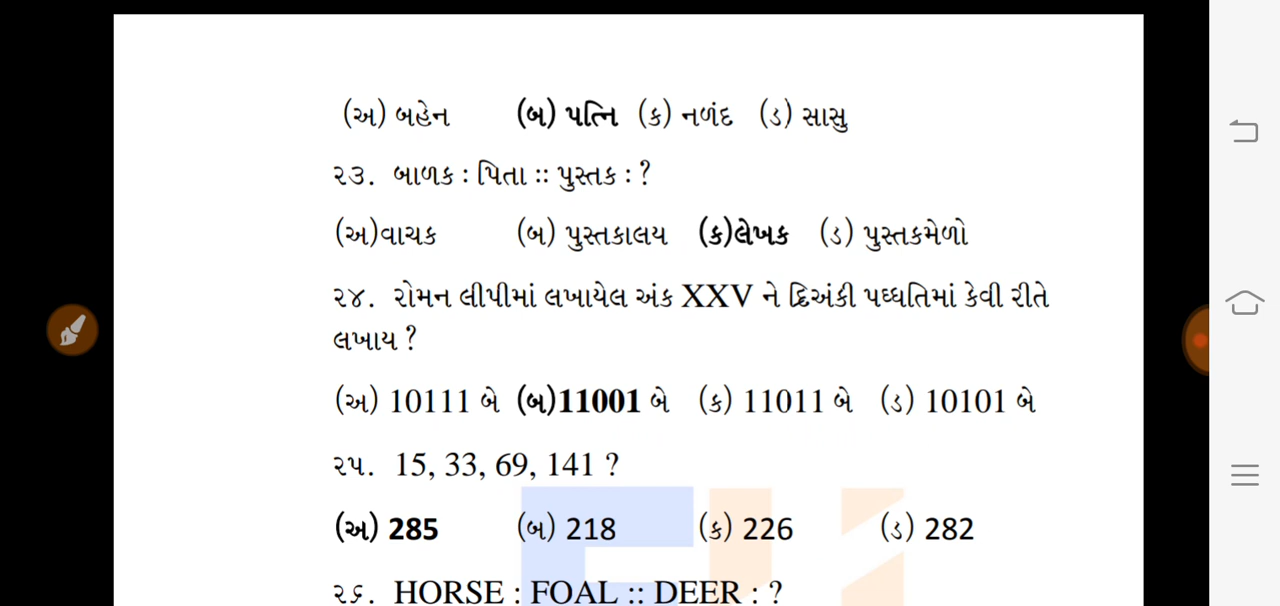 (અ) બહેન (બ) પત્નિ (ક) નળંદ (ડ) સાસુ
૨૩. બાળક : પિતા :: પુસ્તક : ?
(અ)વાચક (બ) પુસ્તકાલય (ક)લેખક (ડ) પુસ્તકમેળો
૨૪. રોમન લીપીમાં લખાયેલ અંક XXV ને દ્વિઅંકી પધ્ધતિમાં કેવી રીતે
લખાય ?
(અ) 10111 બે (બ)11001 બે (ક) 11011 બે (ડ) 10101 બે
૨૫. 15, 33, 69, 141 ?
(અ) 285 (બ) 218 (ક) 226 (ડ) 282
૨૬. HORSE : FOAL :: DEER : ?